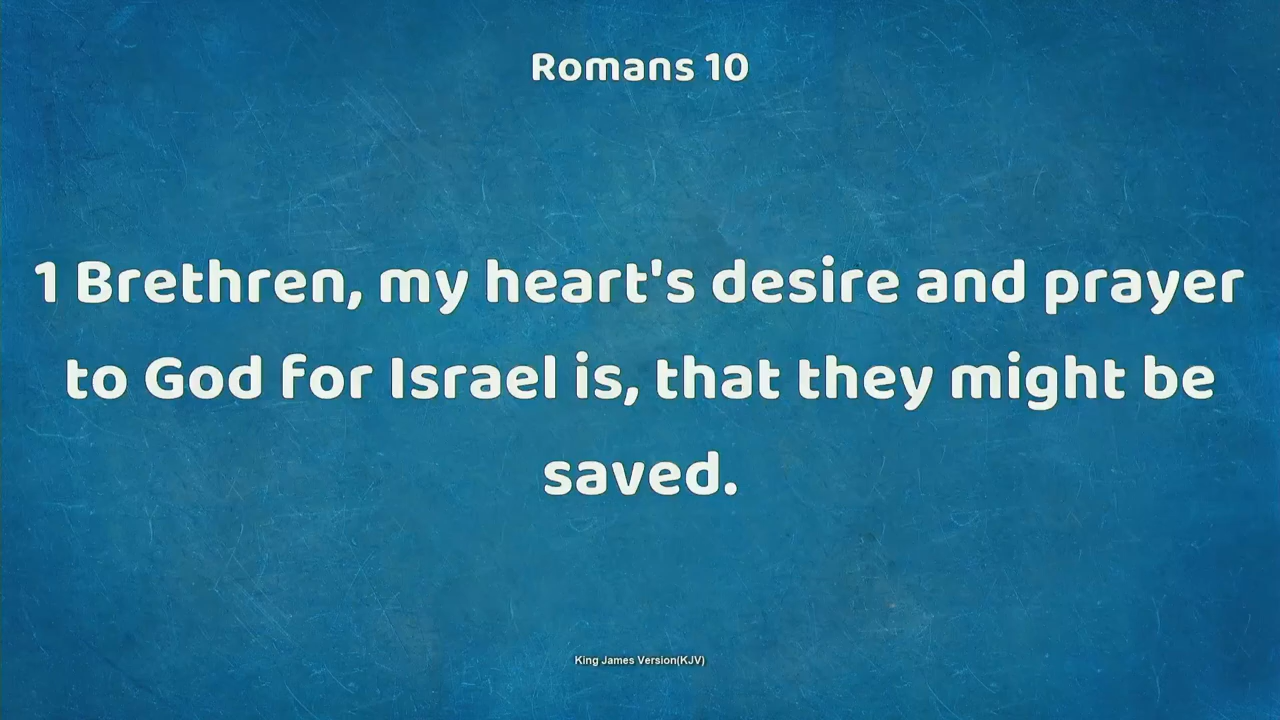 Romans 10
1 Brethren, my heart's desire and prayer
to God for Israel is, that they might be
saved.
King James Version(KJV)